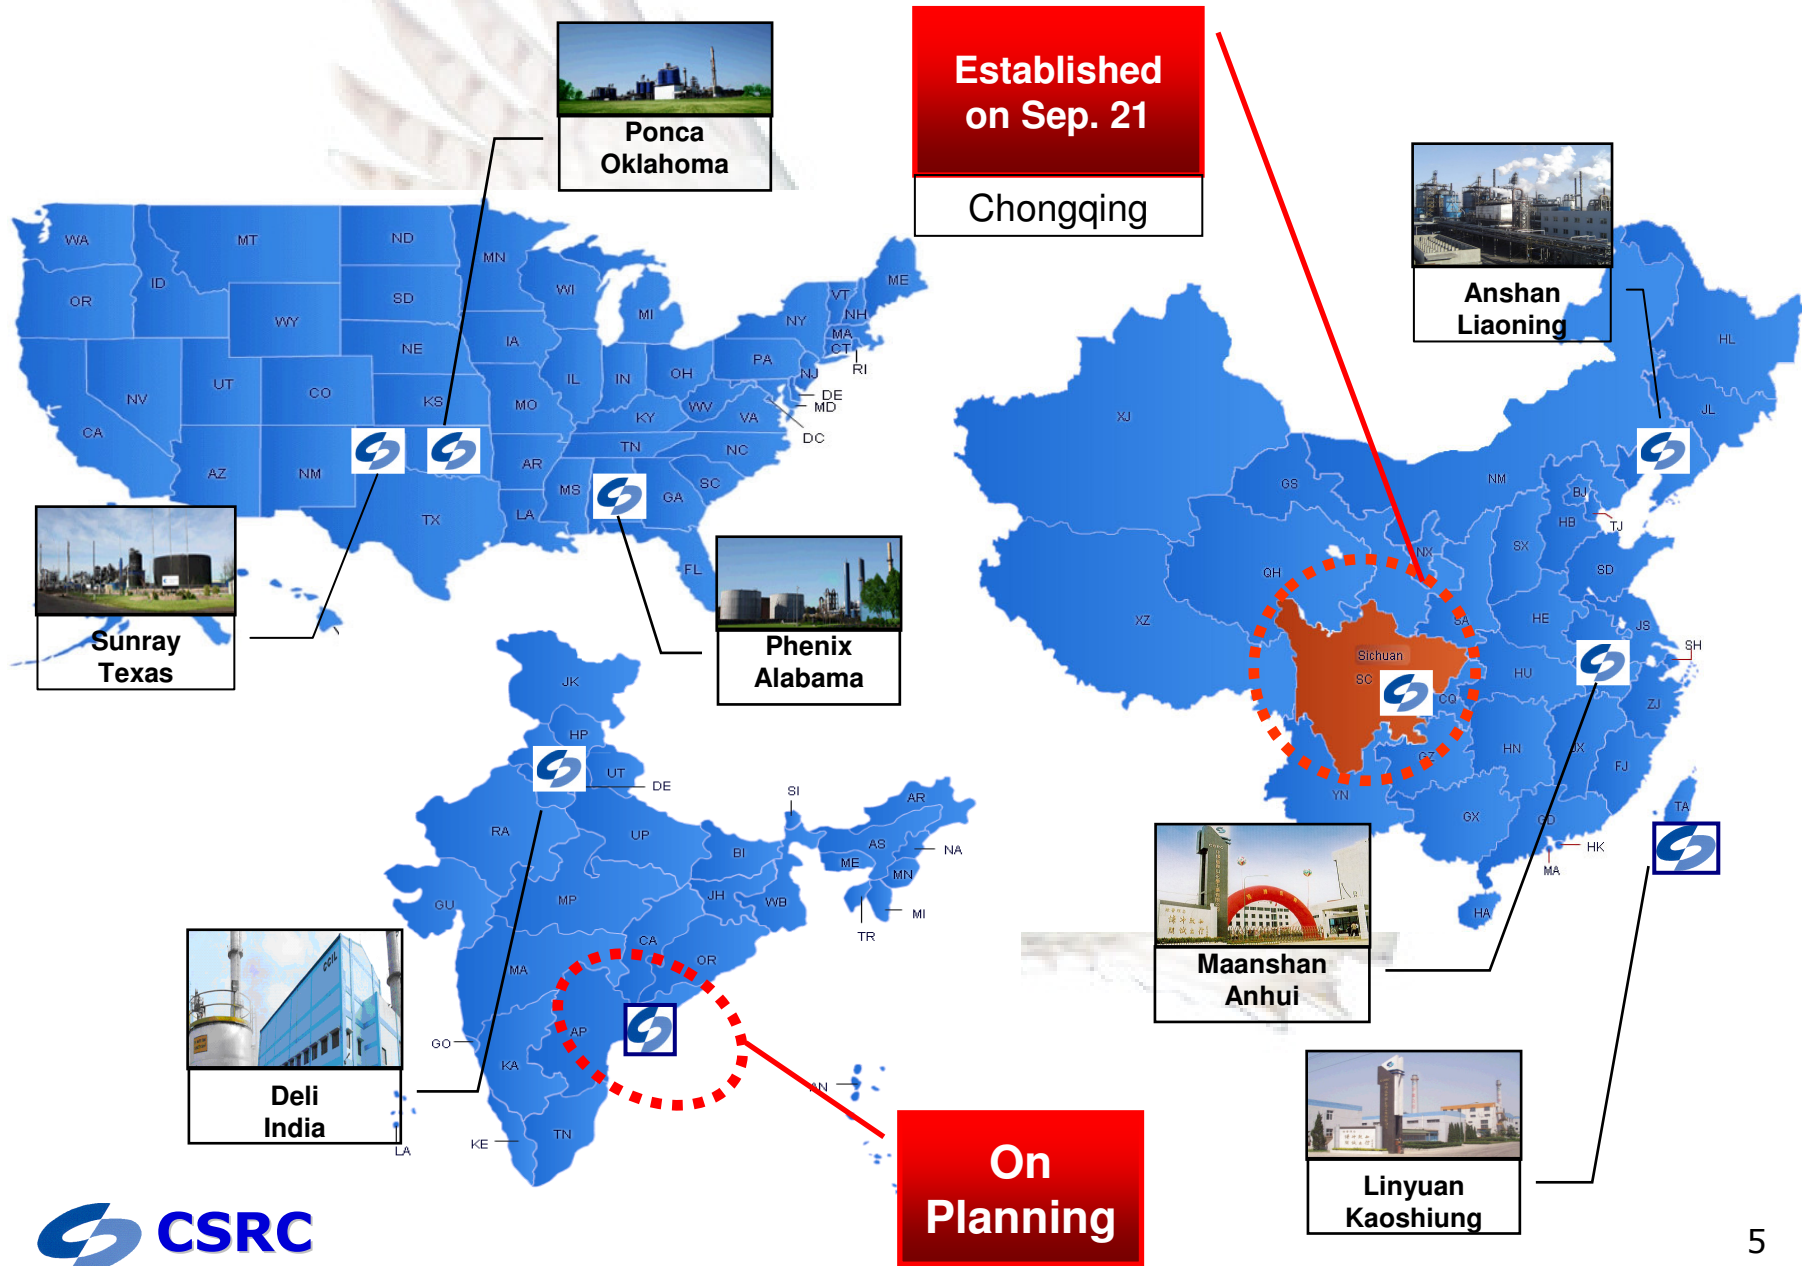 Ponca
Oklahoma
Established
on Sep. 21
Chongqing
Anshan
Liaoning
WA
MT
ND
MN
OR
ID
SD
WI
WY
MI
VT
ME
NH
NY
MA
CT
RI
NE
IA
PA
NJ
NV
UT
CO
KS
MO
IL
IN
OH
WV
VA
DE
MD
DC
CA
KY
AZ
NM
TN
NC
AR
SC
MS
GA
TX
LA
FL
Sunray
Texas
Phenix
Alabama
XJ
HL
JL
NM
GS
BJ
TJ
HB
SX
NX
SD
QH
XZ
SA
HE
JS
SH
Sichuan
SC
CQ
HU
ZJ
HN
JX
GZ
FJ
YN
GX
GD
TA
HK
MA
HA
JK
HP
UT
DE
RA
UP
SI
AR
AS
NA
BI
ME
MN
GU
MP
JH
WB
MI
TR
CA
OR
MA
AP
GO
KA
AN
KE
TN
LA
CCIL
Deli
India
Maanshan
Anhui
Linyuan
Kaoshiung
On
Planning
CSRC
5